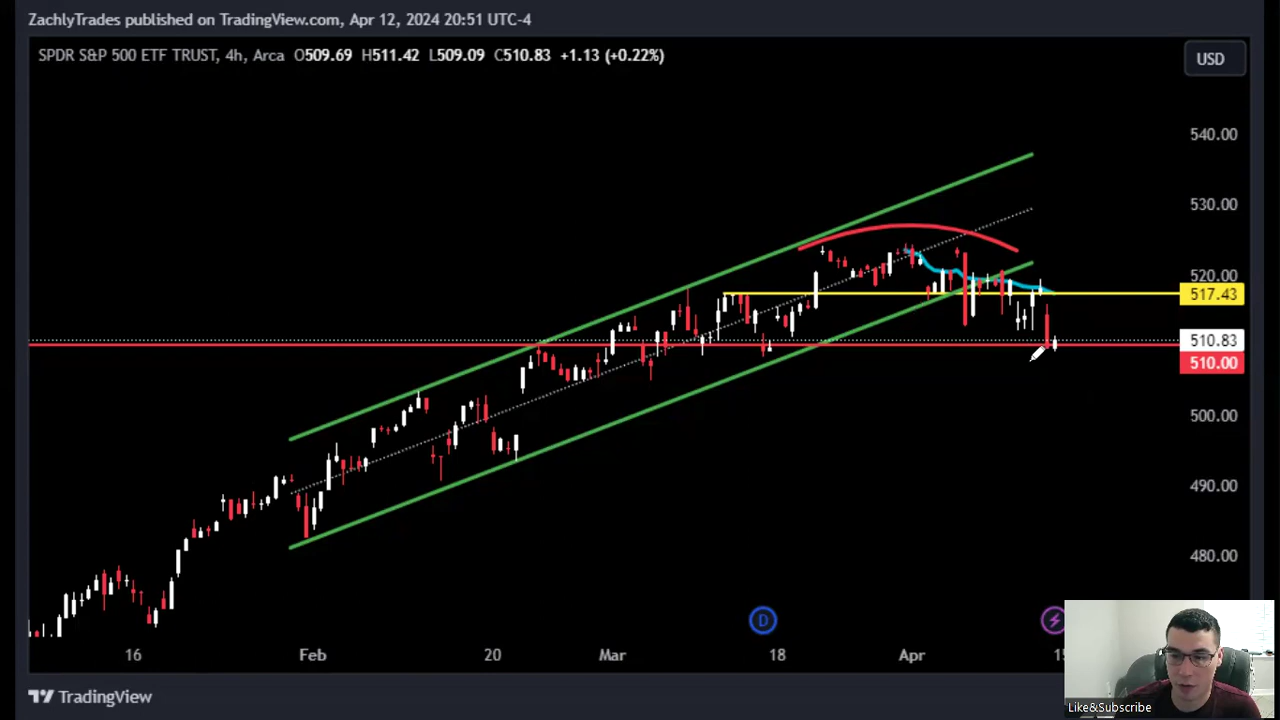 ZachlyTrades published on TradingView.com, Apr 12, 2024 20:51 UTC-4
SPDR S&P 500 ETF TRUST, 4h, Arca O509.69 H511.42 L509.09 C510.83 +1.13 (+0.22%)
USD
540.00
530.00
520.00
517.43
510.83
510.00
500.00
490.00
480.00
D
16 Feb 20 Mar 18 Apr 15
TradingView
Like&Subscribe